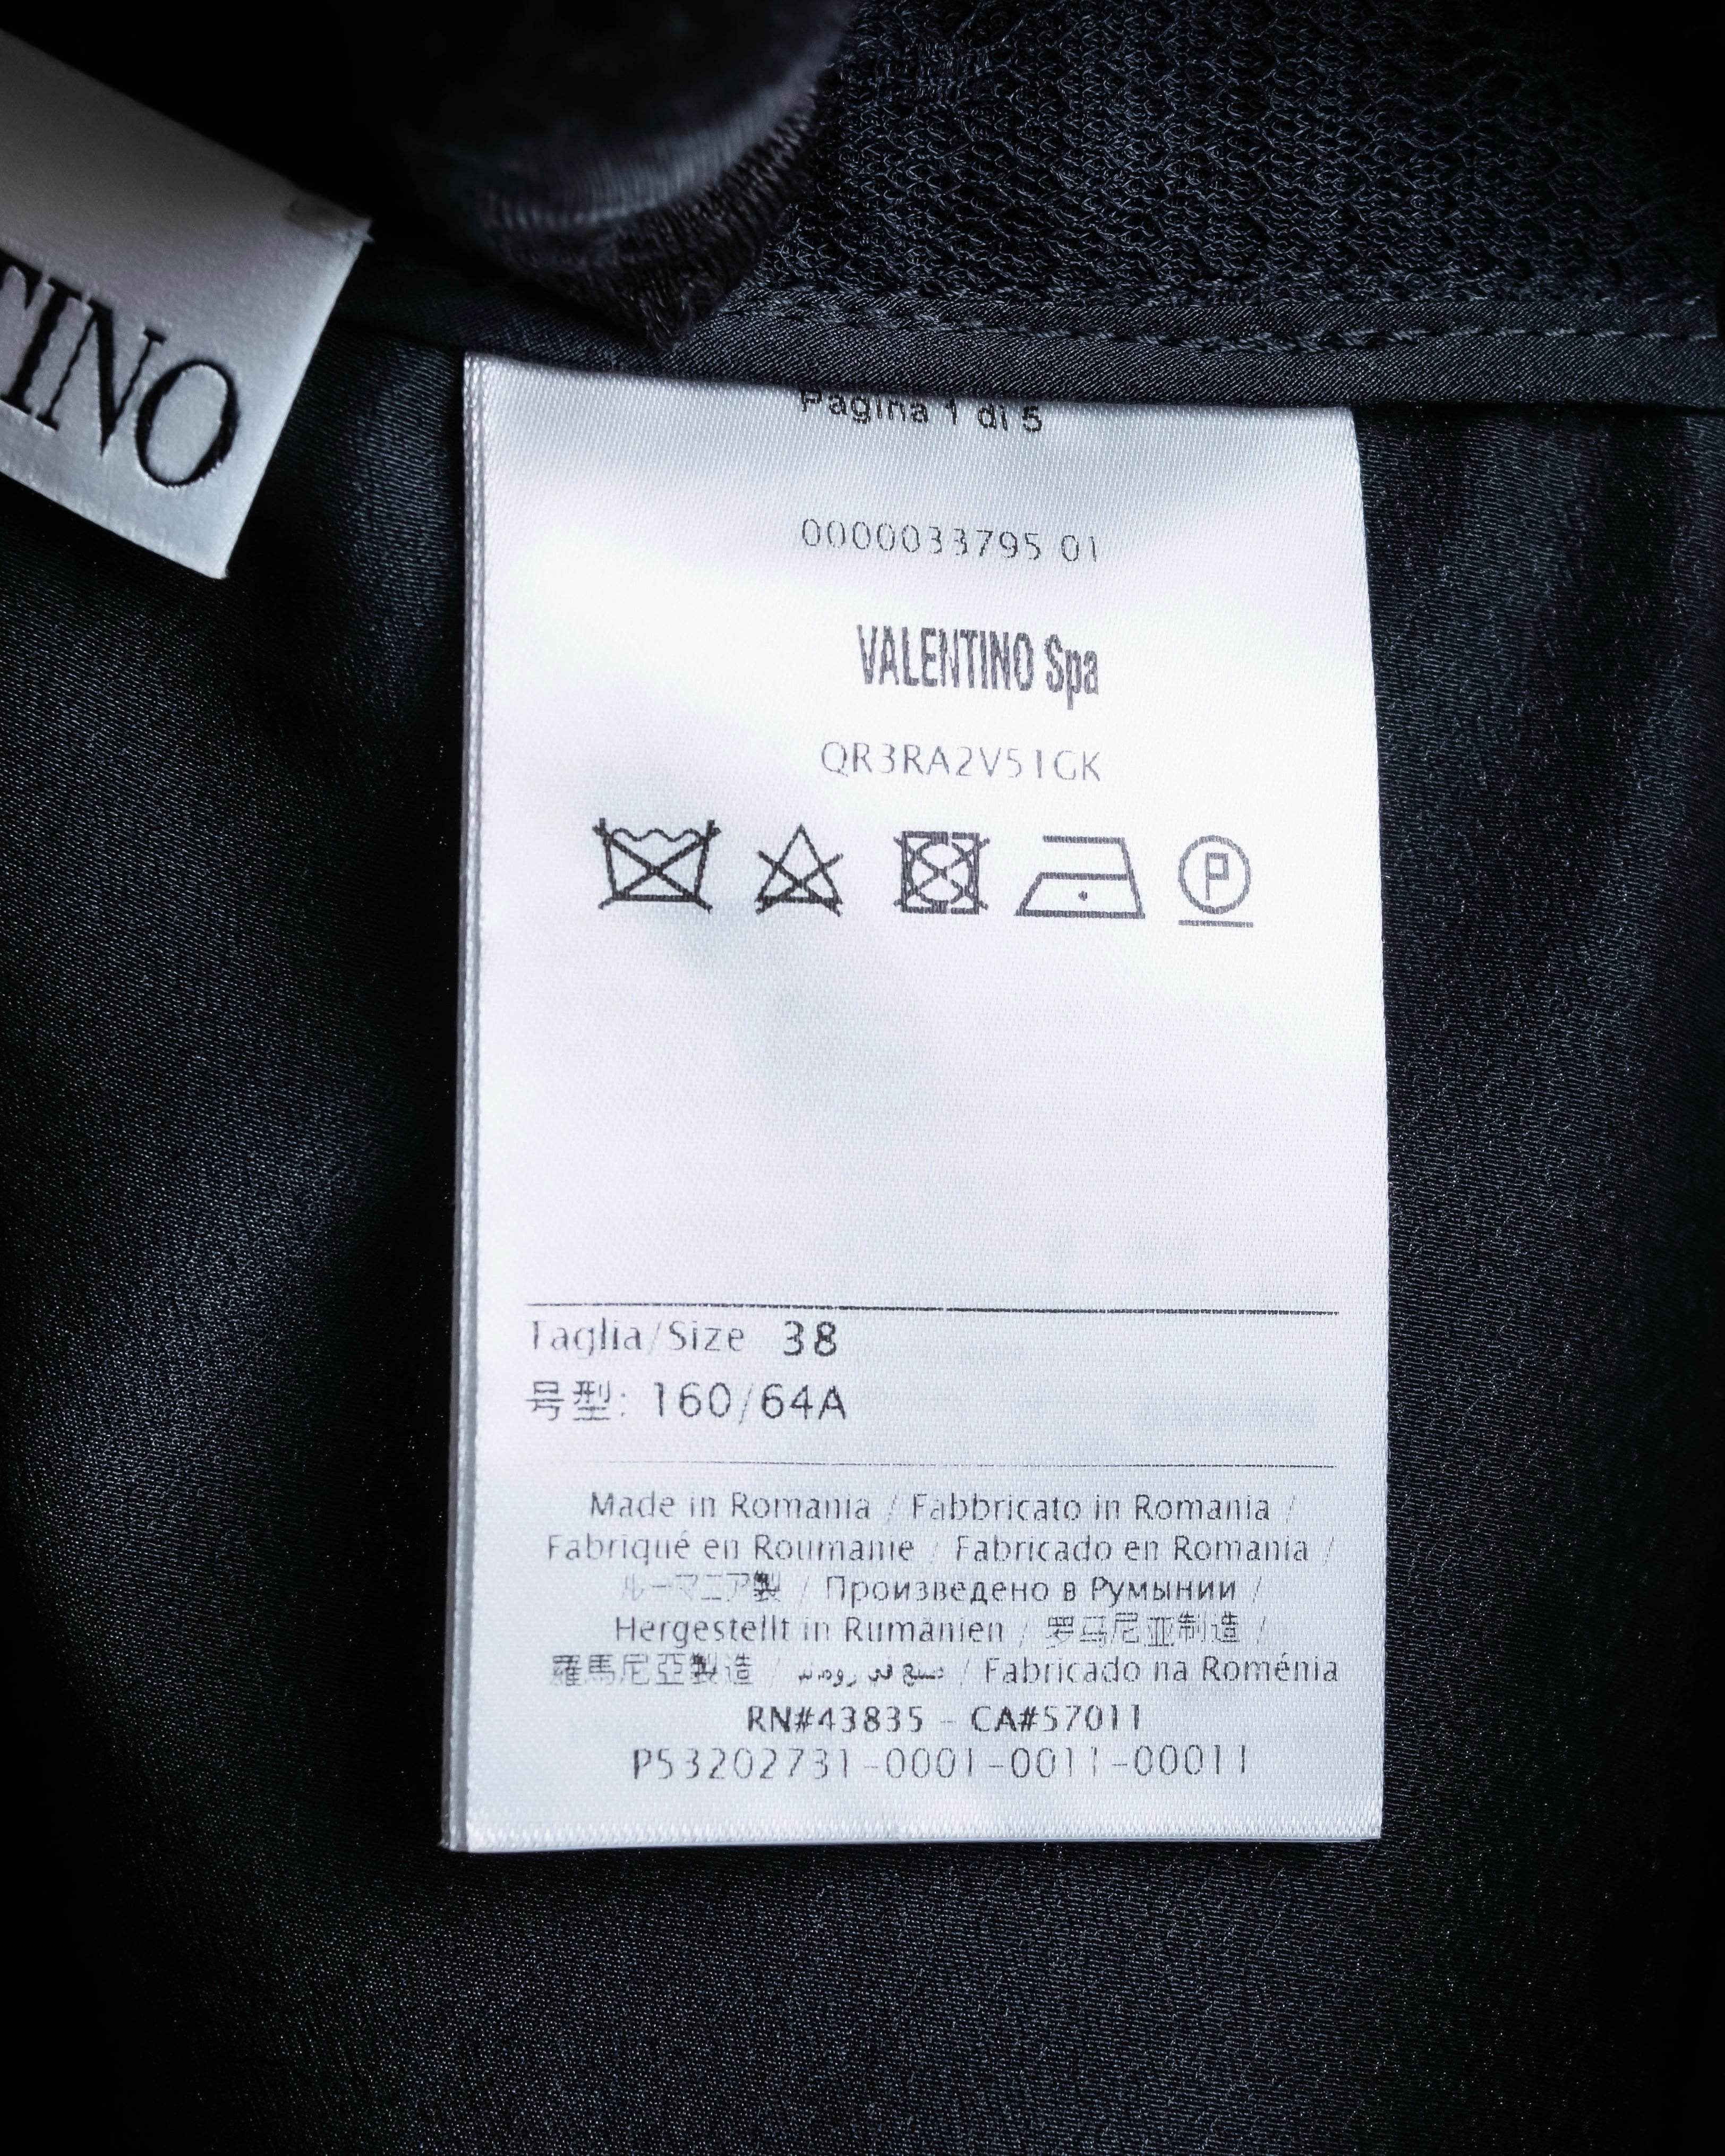 TINO
Pagina 1 di 5
0000033795 01
VALENTINO Spa
QR3RA2V51GK
P
Taglia/Size 38
号型: 160/64A
Made in Romania / Fabbricato in Romania /
Fabriqué en Roumanie / Fabricado en Romania /
ルーマニア製 / Произведено в Румынии /
Hergestellt in Rumänien / 罗马尼亚制造 /
羅馬尼亞製造 / صنع في / Fabricado na Roménia
RN#43835 - CA#57011
P53202731-0001-0011-00011